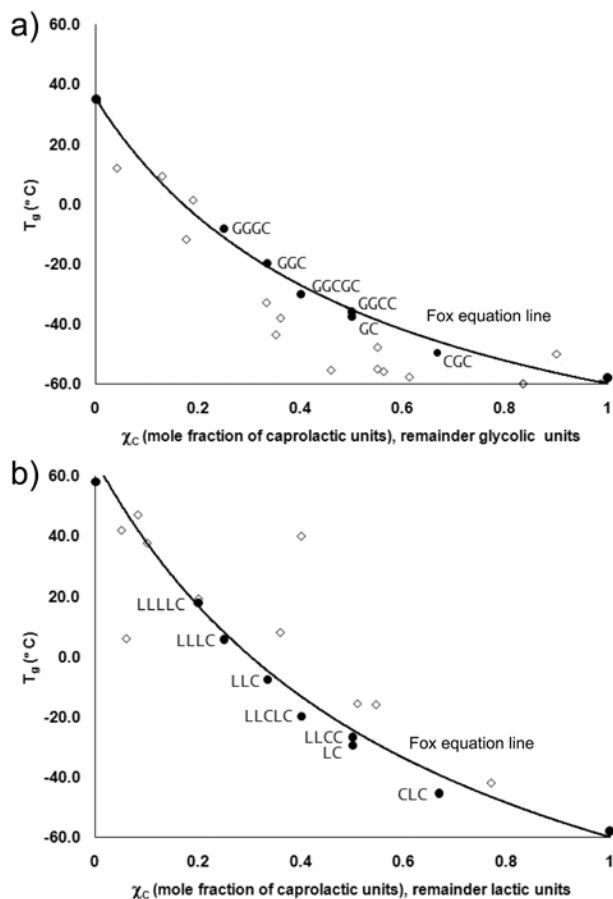 a)
60.0
40.0
20.0
0.0
-20.0
-40.0
-60.0
Tg (° C)
GGGC
GGC
GGCGC
GGCC
GC
CGC
Fox equation line
0 0.2 0.4 0.6 0.8 1
χC (mole fraction of caprolactic units), remainder glycolic units
b)
60.0
40.0
20.0
0.0
-20.0
-40.0
-60.0
Tg (° C)
LLLLC
LLLC
LLC
LLCLC
LLCC
LC
CLC
Fox equation line
0 0.2 0.4 0.6 0.8 1
χC (mole fraction of caprolactic units), remainder lactic units